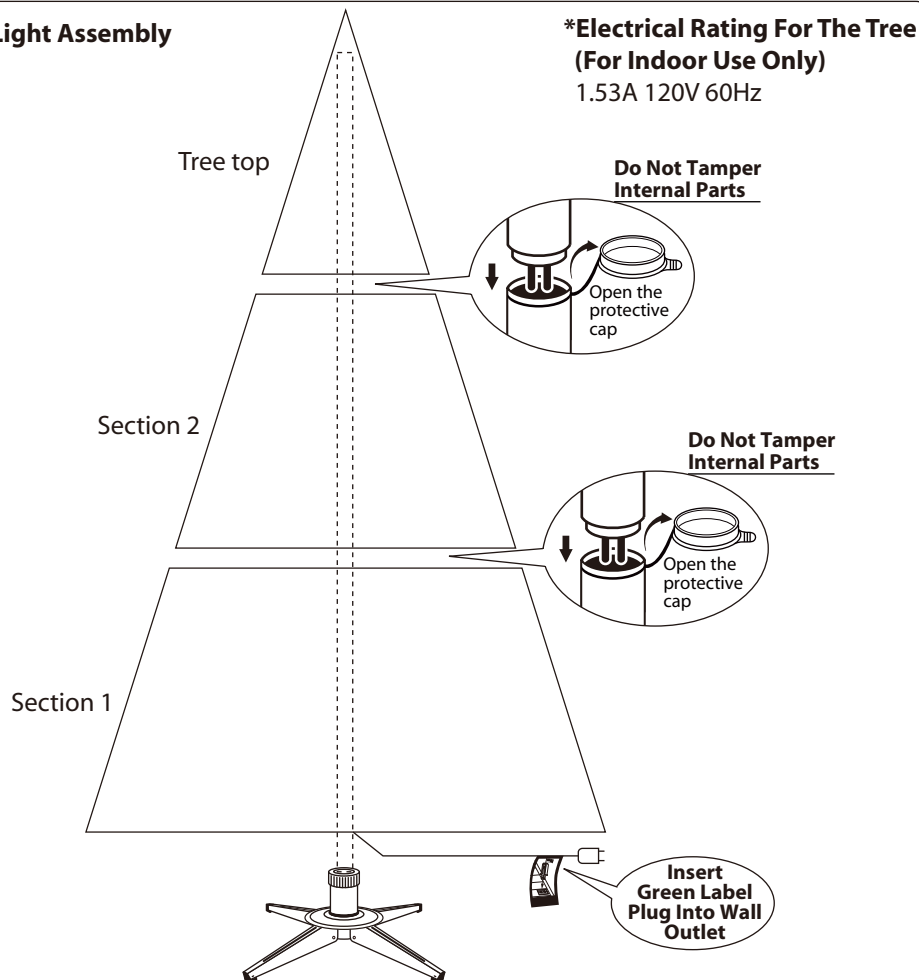 Light Assembly
*Electrical Rating For The Tree
(For Indoor Use Only)
1.53A 120V 60Hz
Tree top
Do Not Tamper
Internal Parts
Open the
protective
cap
Section 2
Do Not Tamper
Internal Parts
Open the
protective
cap
Section 1
Insert
Green Label
Plug Into Wall
Outlet